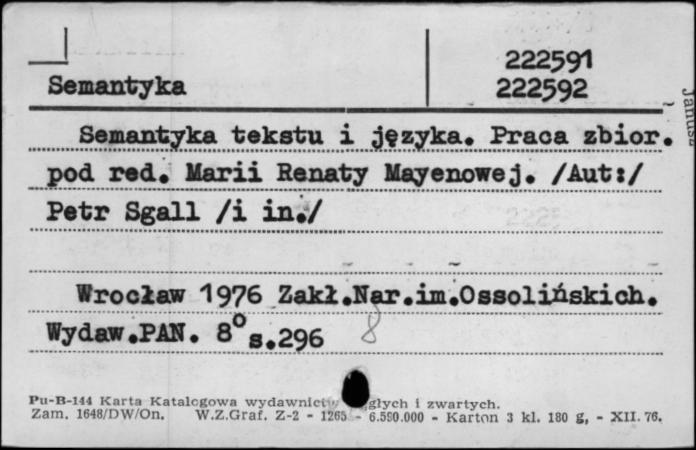 222591
Semantyka 222592
Semantyka tekstu i języka. Praca zbior.
pod red. Marii Renaty Mayenowej. /Aut:/
Petr Sgall /i in./
Wrocław 1976 Zakł.Nar.im.Ossolińskich.
Wydaw.PAN. 8° s.296 8
Pu-B-144 Karta Katalogowa głych i zwartych.
Zam. 1648/DW/On. W.Z.Graf. Z-2 - 1265 - 6.590.000 - Karton 3 kl. 180 g, - XII. 76.
Janusz